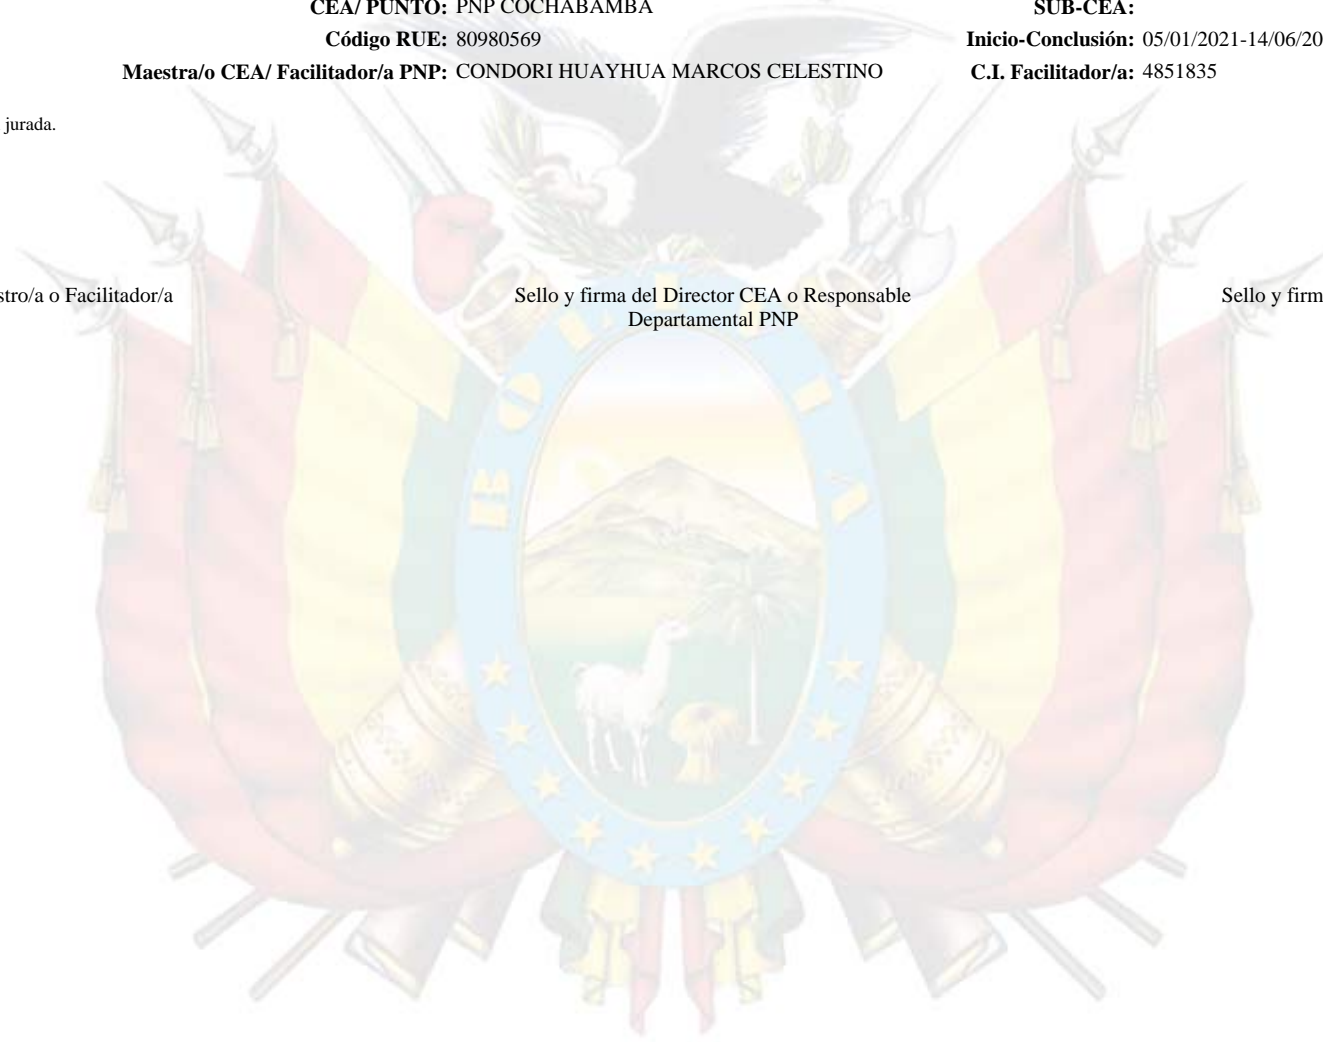 CEA/ PUNTO: PNP COCHABAMBA SUB-CEA:
Código RUE: 80980569 Inicio-Conclusión: 05/01/2021-14/06/20
Maestra/o CEA/ Facilitador/a PNP: CONDORI HUAYHUA MARCOS CELESTINO C.I. Facilitador/a: 4851835
jurada.
stro/a o Facilitador/a Sello y firma del Director CEA o Responsable Sello y firm
Departamental PNP
BOLIVIA